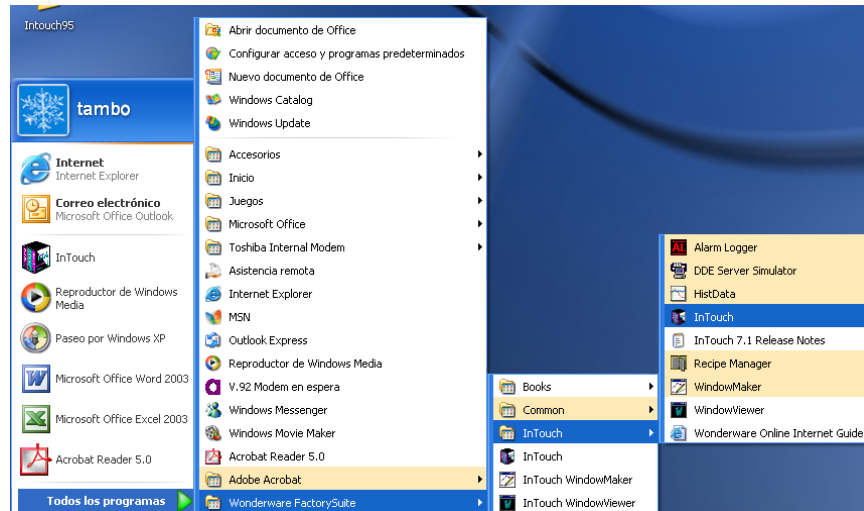 Intouch95
tambo
Internet
Internet Explorer
Correo electrónico
Microsoft Office Outlook
InTouch
Reproductor de Windows
Media
Paseo por Windows XP
Microsoft Office Word 2003
Microsoft Office Excel 2003
Acrobat Reader 5.0
Todos los programas
Abrir documento de Office
Configurar acceso y programas predeterminados
Nuevo documento de Office
Windows Catalog
Windows Update
Accesorios
Inicio
Juegos
Microsoft Office
Toshiba Internal Modem
Asistencia remota
Internet Explorer
MSN
Outlook Express
Reproductor de Windows Media
V.92 Modem en espera
Windows Messenger
Windows Movie Maker
Acrobat Reader 5.0
Adobe Acrobat
Wonderware FactorySuite
Books
Common
InTouch
InTouch
InTouch WindowMaker
InTouch WindowViewer
AL Alarm Logger
DDE Server Simulator
HistData
InTouch
InTouch 7.1 Release Notes
Recipe Manager
WindowMaker
WindowViewer
Wonderware Online Internet Guide